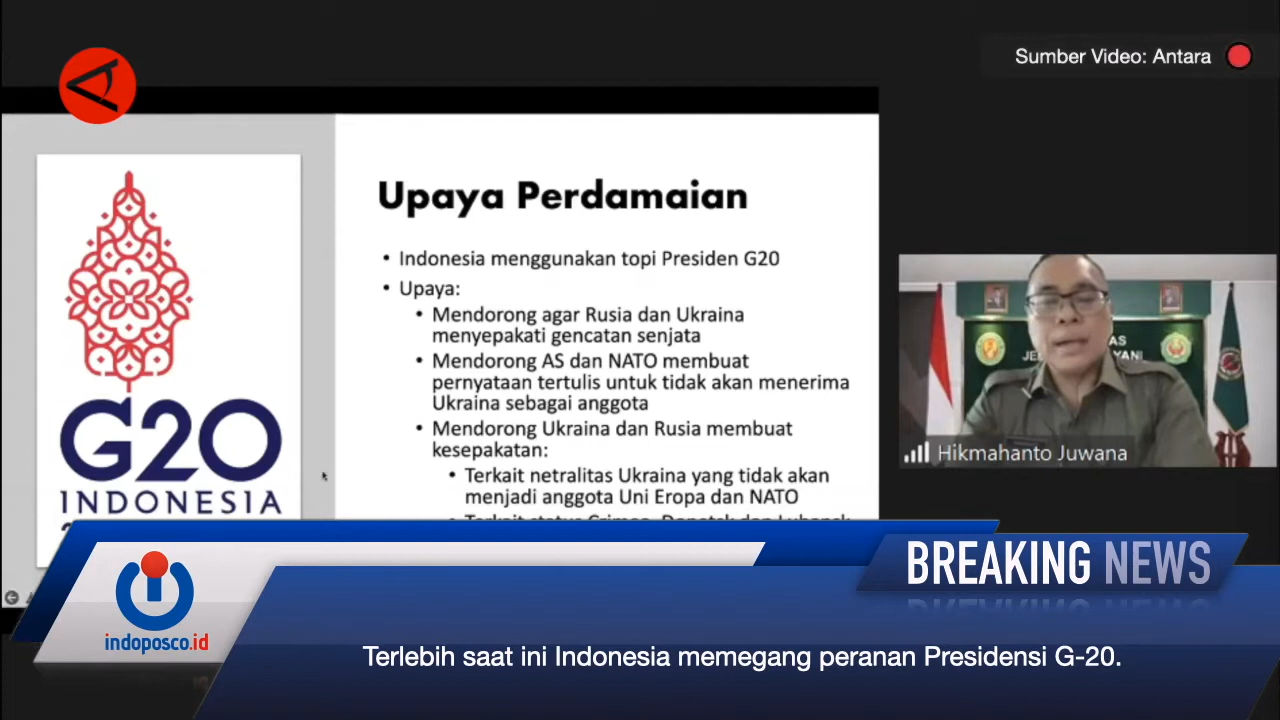 Sumber Video: Antara
Upaya Perdamaian
• Indonesia menggunakan topi Presiden G20
• Upaya:
• Mendorong agar Rusia dan Ukraina
menyepakati gencatan senjata
• Mendorong AS dan NATO membuat
pernyataan tertulis untuk tidak akan menerima
Ukraina sebagai anggota
• Mendorong Ukraina dan Rusia membuat
kesepakatan:
• Terkait netralitas Ukraina yang tidak akan
menjadi anggota Uni Eropa dan NATO
G20
INDONESIA
Hikmahanto Juwana
BREAKING NEWS
indoposco.id
Terlebih saat ini Indonesia memegang peranan Presidensi G-20.